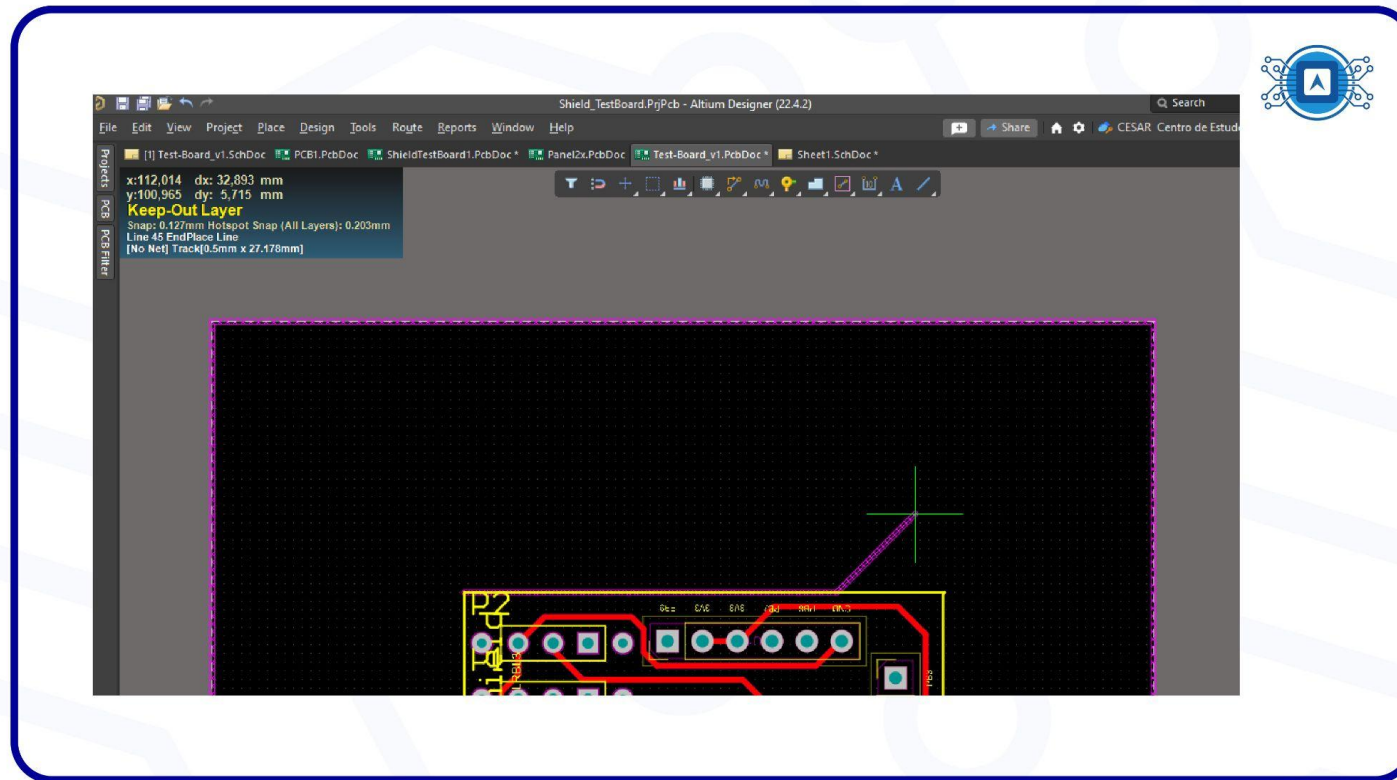 Shield_TestBoard.PrjPcb - Altium Designer (22.4.2)
Search
File Edit View Project Place Design Tools Route Reports Window Help
Share
CESAR Centro de Estud
[1] Test-Board_v1.SchDoc PCB1.PcbDoc ShieldTestBoard1.PcbDoc * Panel2x.PcbDoc Test-Board_v1.PcbDoc * Sheet1.SchDoc *
Projects
PCB
PCB Filter
x:112,014 dx: 32,893 mm
y:100,965 dy: 5,715 mm
Keep-Out Layer
Snap: 0.127mm Hotspot Snap (All Layers): 0.203mm
Line 45 EndPlace Line
[No Net] Track[0.5mm x 27.178mm]
A
P2